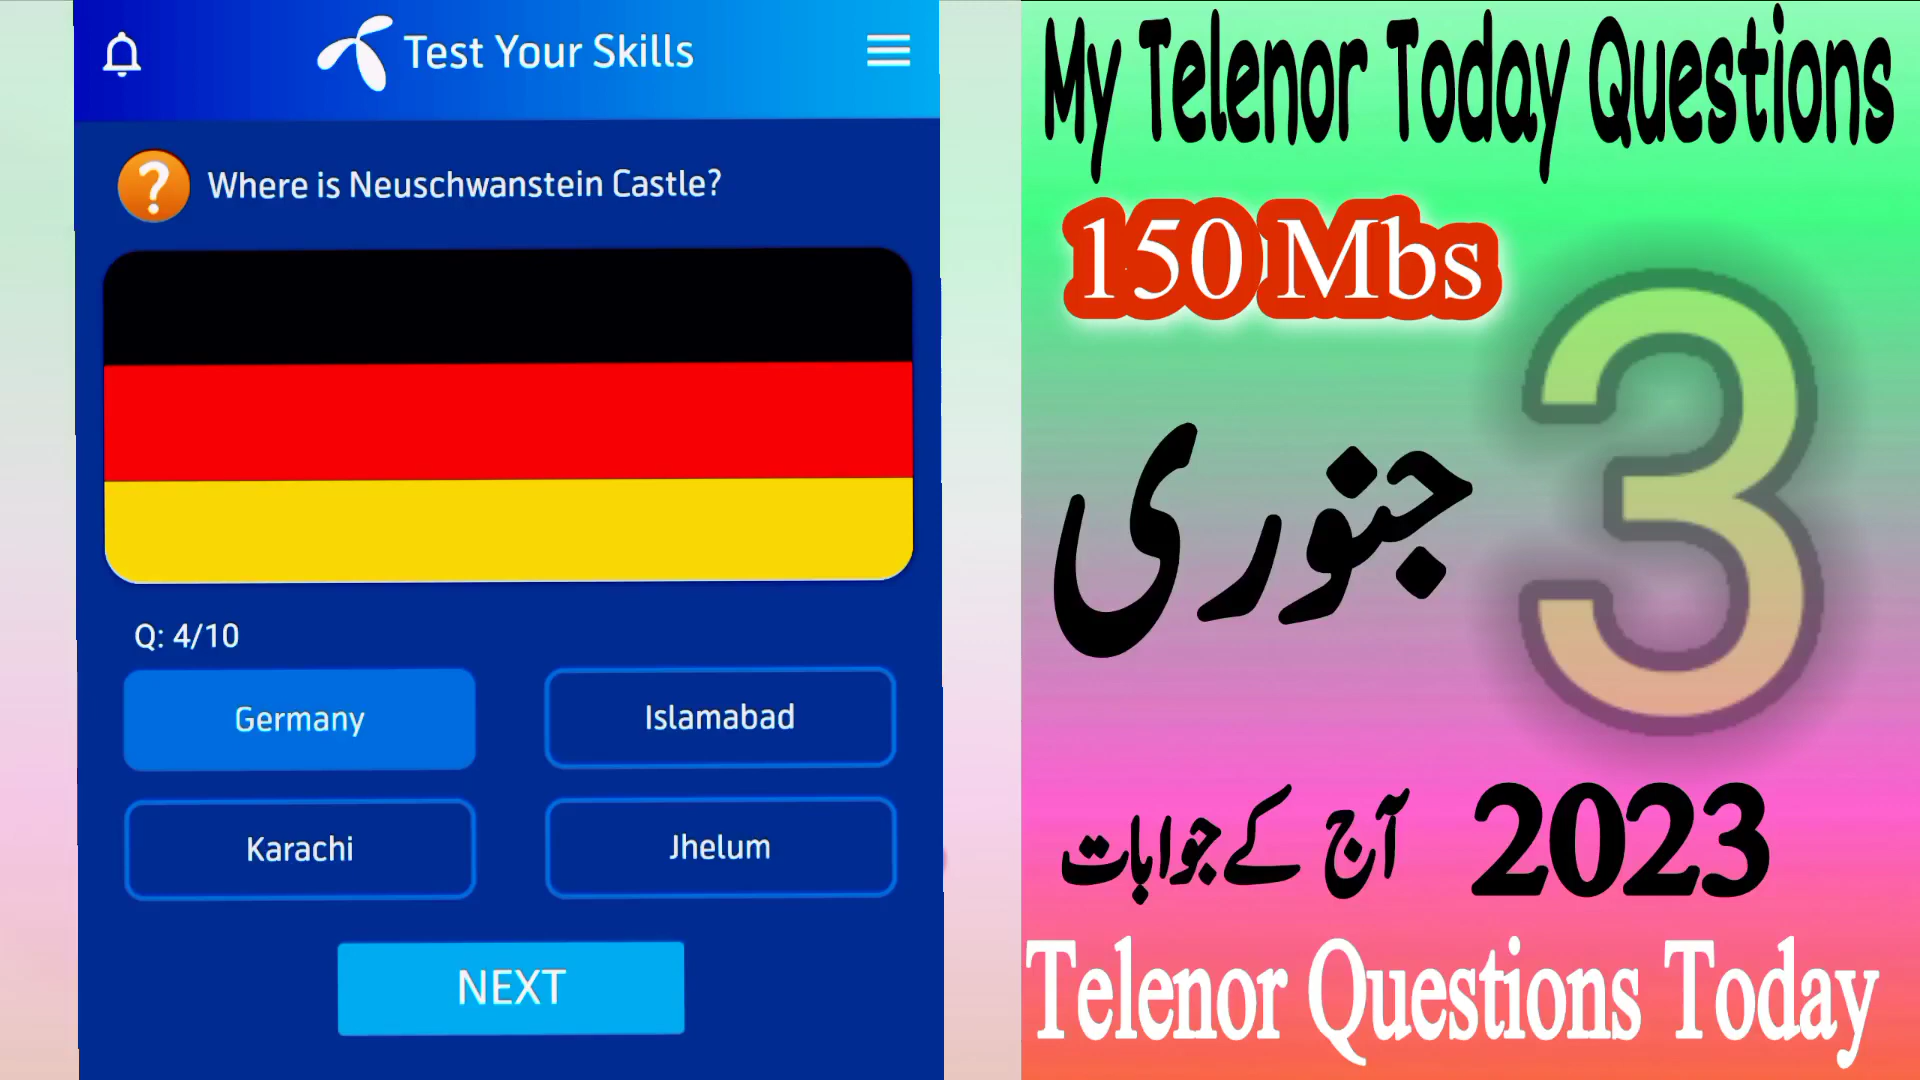 Test Your Skills
Where is Neuschwanstein Castle?
Q: 4/10
Germany
Islamabad
Karachi
Jhelum
NEXT
My Telenor Today Questions
150 Mbs
3
جنوری
2023 آج کے جوابات
Telenor Questions Today